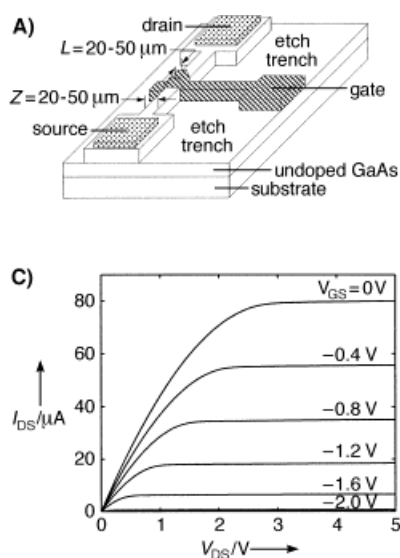 A)
drain
L = 20-50 µm
Z = 20-50 µm
etch
trench
gate
source
etch
trench
undoped GaAs
substrate
C)
V_GS = 0V
80
-0.4 V
60
-0.8 V
I_DS/µA
40
-1.2 V
20
-1.6 V
-2.0 V
0
0 1 2 3 4 5
V_DS/V